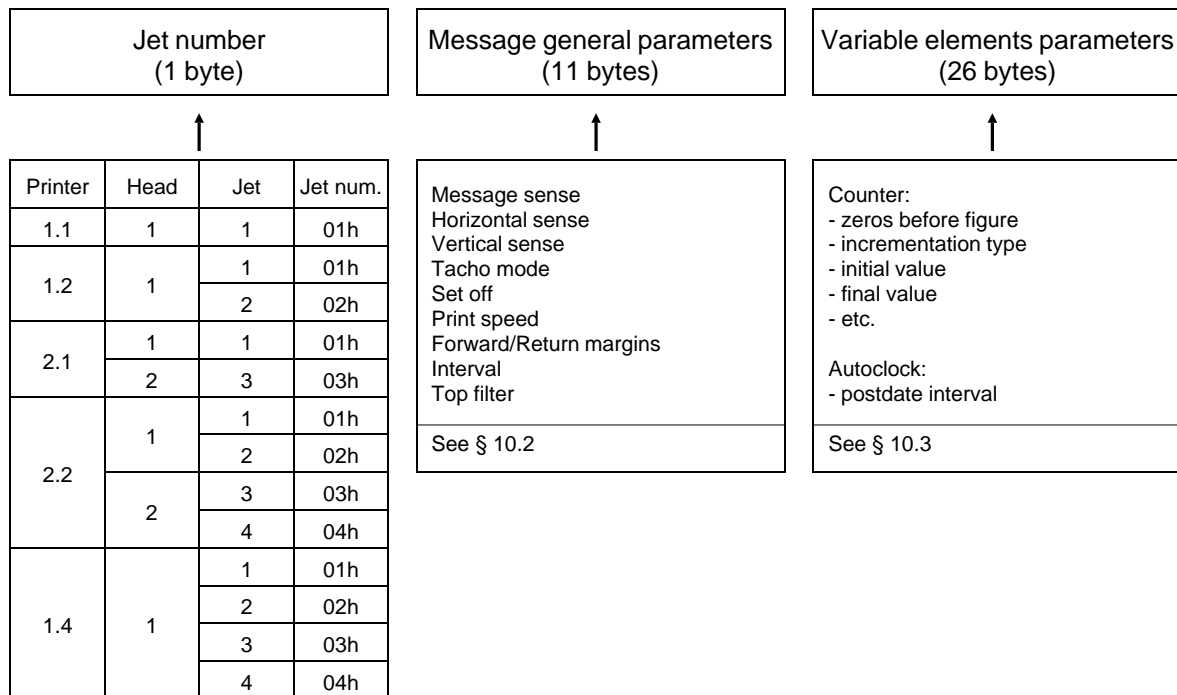 Jet number
(1 byte)
Message general parameters
(11 bytes)
Variable elements parameters
(26 bytes)
Printer Head Jet Jet num.
1.1 1 1 01h
1.2 1 1 01h
2 02h
2.1 1 1 01h
2 3 03h
2.2 1 1 01h
2 02h
2 3 03h
4 04h
1.4 1 1 01h
2 02h
3 03h
4 04h
Message sense
Horizontal sense
Vertical sense
Tacho mode
Set off
Print speed
Forward/Return margins
Interval
Top filter
See § 10.2
Counter:
- zeros before figure
- incrementation type
- initial value
- final value
- etc.
Autoclock:
- postdate interval
See § 10.3